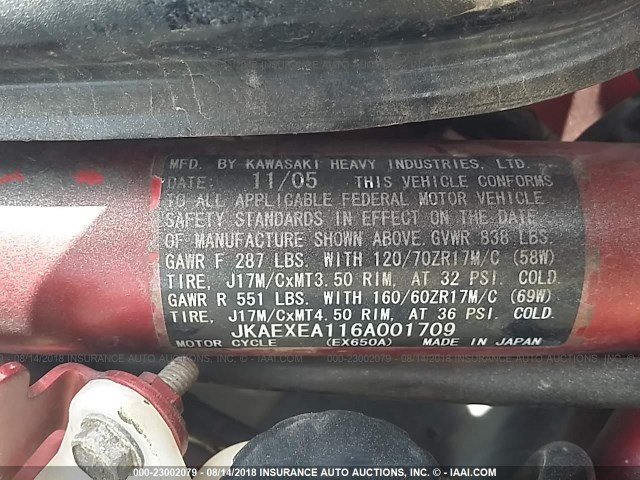 MFD. BY KAWASAKI HEAVY INDUSTRIES, LTD.
DATE: 11/05 THIS VEHICLE CONFORMS
TO ALL APPLICABLE FEDERAL MOTOR VEHICLE
SAFETY STANDARDS IN EFFECT ON THE DATE
OF MANUFACTURE SHOWN ABOVE. GVWR 838 LBS.
GAWR F 287 LBS. WITH 120/70ZR17M/C (58W)
TIRE, J17M/CxMT3.50 RIM, AT 32 PSI. COLD.
GAWR R 551 LBS. WITH 160/60ZR17M/C (69W)
TIRE, J17M/CxMT4.50 RIM, AT 36 PSI. COLD.
JKAEXEA116A001709
MOTOR CYCLE (EX650A) MADE IN JAPAN
000-23002079 - 08/14/2018 INSURANCE AUTO AUCTIONS, INC. - © - IAAI.COM